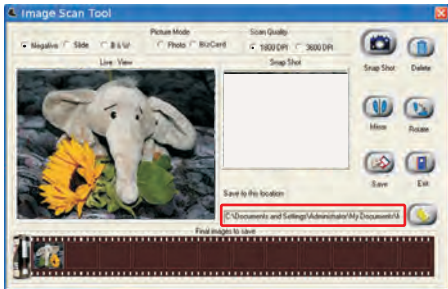 Image Scan Tool
Picture Mode
Scan Quality
Negative Slide B & W Photo BizCard 1800 DPI 3600 DPI
Live View
Snap Shot
Snap Shot Delete
Mirror Rotate
Save Exit
Save to this location
C:\Documents and Settings\Administrator\My Documents\
Final images to save